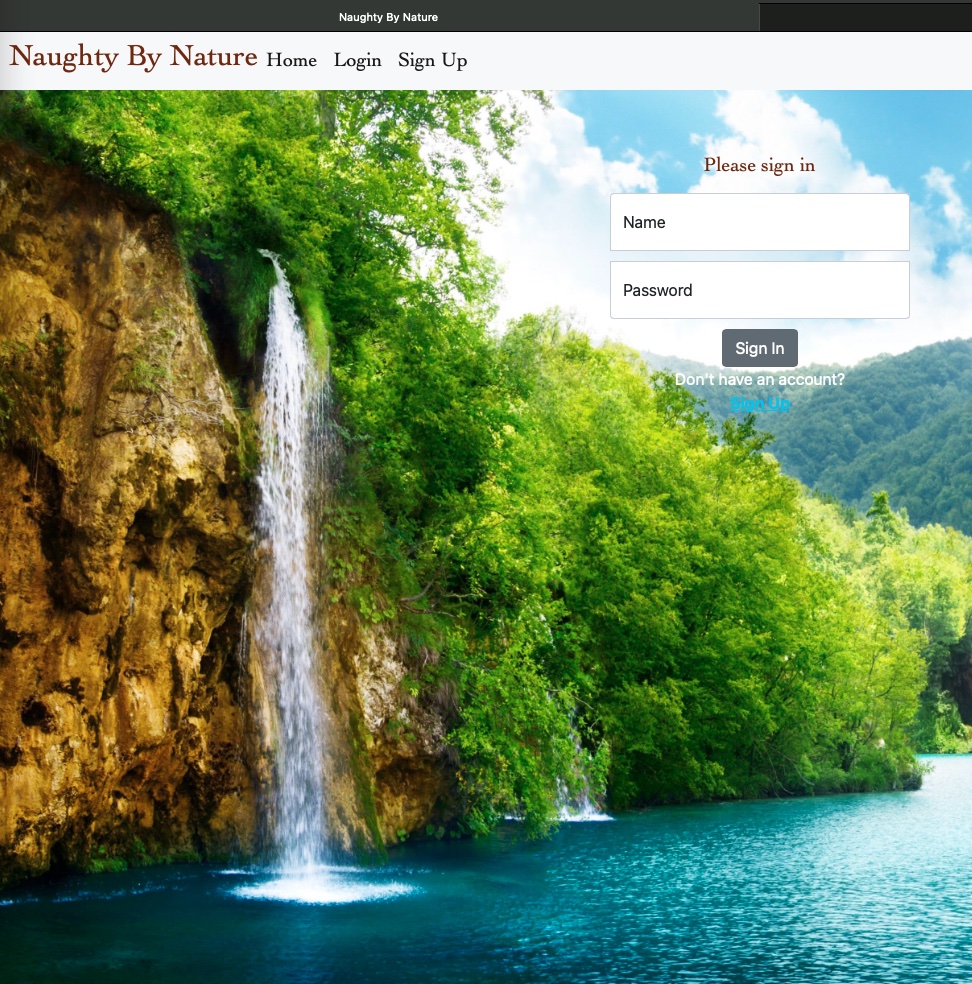 Naughty By Nature
Naughty By Nature Home Login Sign Up
Please sign in
Name
Password
Sign In
Don't have an account?
Sign Up